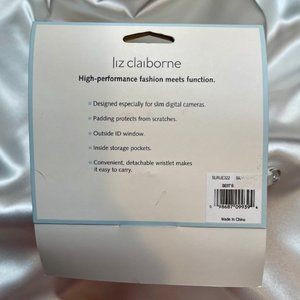 liz claiborne
High-performance fashion meets function.
Designed especially for slim digital cameras.
Padding protects from scratches.
Outside ID window.
Inside storage pockets.
Convenient, detachable wristlet makes
it easy to carry.
Made in China